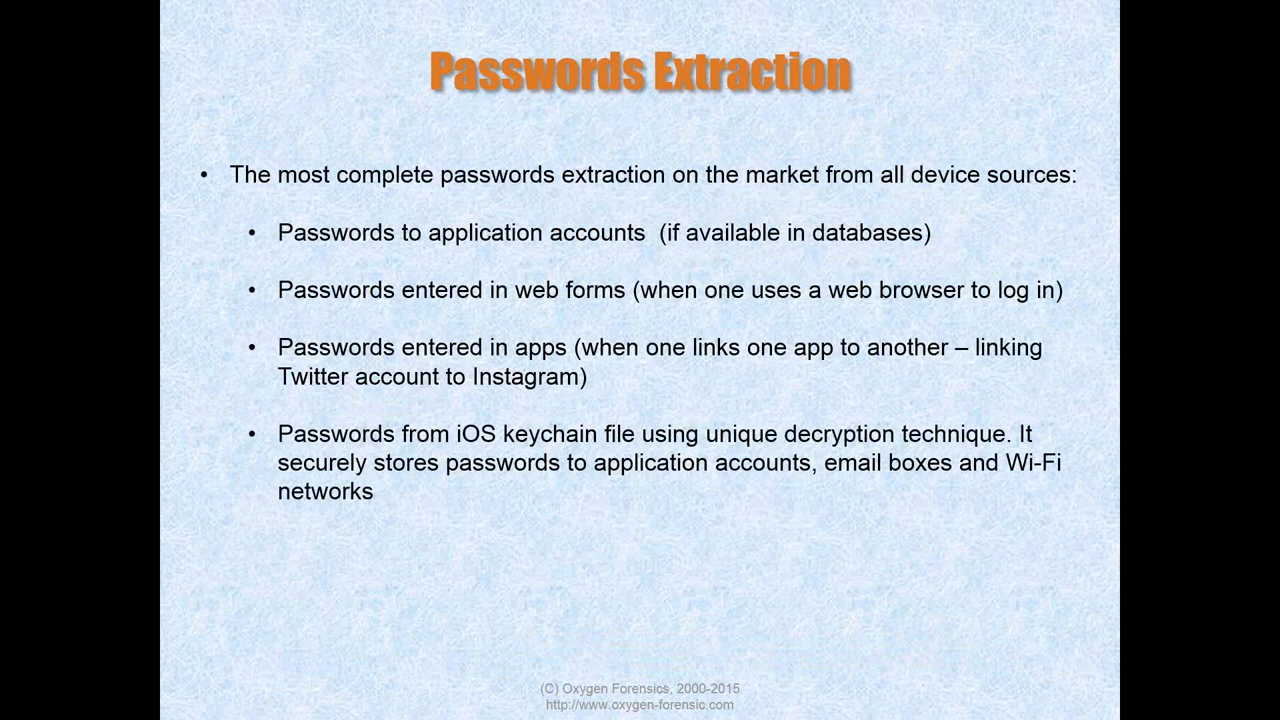 Passwords Extraction
• The most complete passwords extraction on the market from all device sources:
• Passwords to application accounts  (if available in databases)
• Passwords entered in web forms (when one uses a web browser to log in)
• Passwords entered in apps (when one links one app to another – linking
Twitter account to Instagram)
• Passwords from iOS keychain file using unique decryption technique. It
securely stores passwords to application accounts, email boxes and Wi-Fi
networks
(C) Oxygen Forensics, 2000-2015
http://www.oxygen-forensic.com